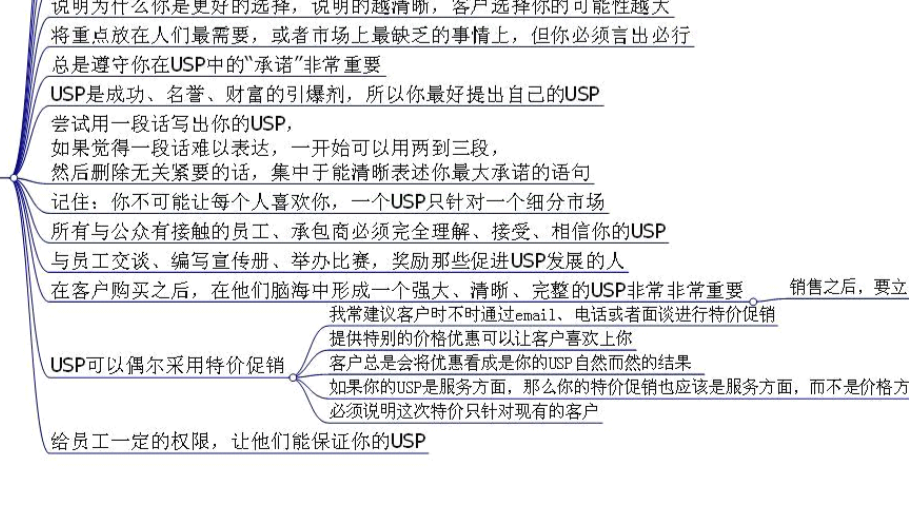 说明为什么你是更好的选择，说明的越清晰，客户选择你的可能性越大
将重点放在人们最需要，或者市场上最缺乏的事情上，但你必须言出必行
总是遵守你在USP中的“承诺”非常重要
USP是成功、名誉、财富的引爆剂，所以你最好提出自己的USP
尝试用一段话写出你的USP，
如果觉得一段话难以表达，一开始可以用两到三段，
然后删除无关紧要的话，集中于能清晰表述你最大承诺的语句
记住：你不可能让每个人喜欢你，一个USP只针对一个细分市场
所有与公众有接触的员工、承包商必须完全理解、接受、相信你的USP
与员工交谈、编写宣传册、举办比赛，奖励那些促进USP发展的人
在客户购买之后，在他们脑海中形成一个强大、清晰、完整的USP非常非常重要
销售之后，要立
USP可以偶尔采用特价促销
我常建议客户时不时通过email、电话或者面谈进行特价促销
提供特别的价格优惠可以让客户喜欢上你
客户总是会将优惠看成是你的USP自然而然的结果
如果你的USP是服务方面，那么你的特价促销也应该是服务方面，而不是价格方
必须说明这次特价只针对现有的客户
给员工一定的权限，让他们能保证你的USP